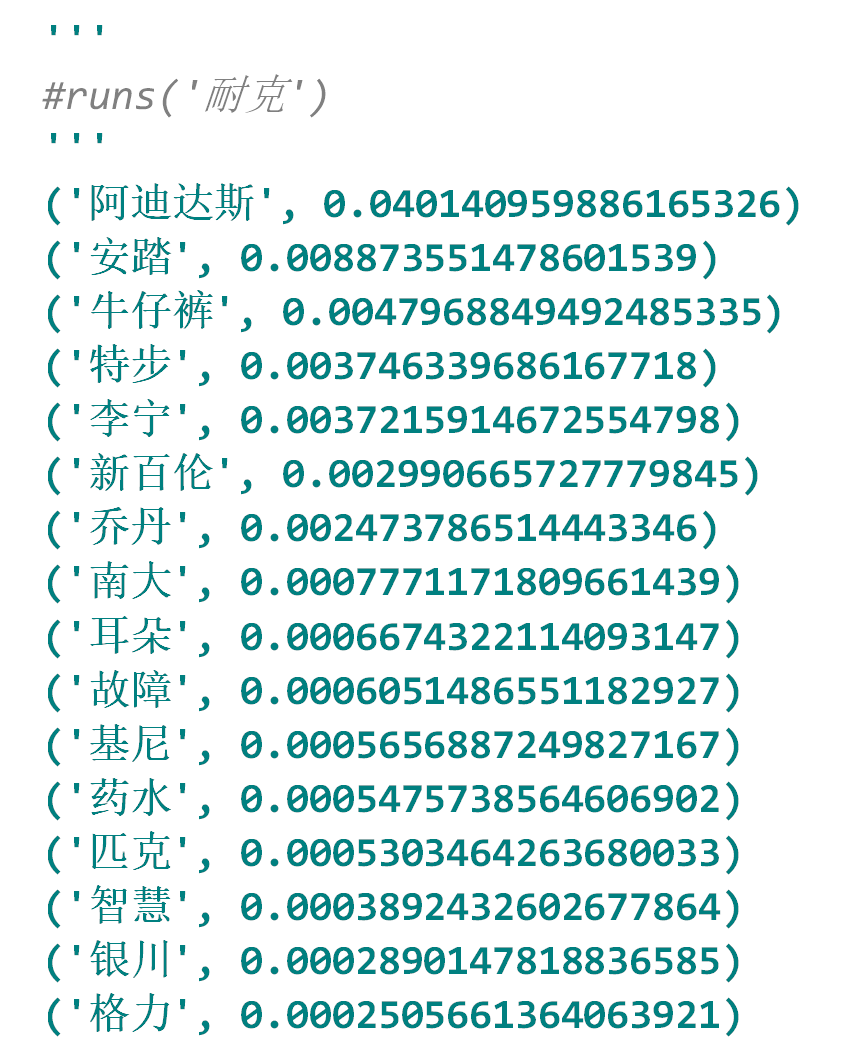 '''
#runs('耐克')
'''
('阿迪达斯', 0.040140959886165326)
('安踏', 0.008873551478601539)
('牛仔裤', 0.0047968849492485335)
('特步', 0.003746339686167718)
('李宁', 0.0037215914672554798)
('新百伦', 0.002990665727779845)
('乔丹', 0.002473786514443346)
('南大', 0.0007771171809661439)
('耳朵', 0.0006674322114093147)
('故障', 0.0006051486551182927)
('基尼', 0.0005656887249827167)
('药水', 0.0005475738564606902)
('匹克', 0.0005303464263680033)
('智慧', 0.0003892432602677864)
('银川', 0.0002890147818836585)
('格力', 0.0002505661364063921)